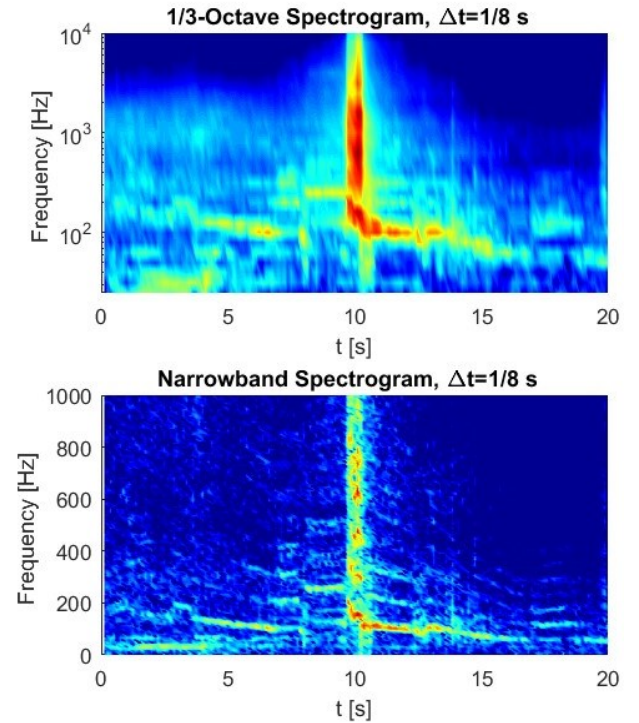 1/3-Octave Spectrogram, Δt=1/8 s
10^4
10^3
10^2
Frequency [Hz]
0 5 10 15 20
t [s]
Narrowband Spectrogram, Δt=1/8 s
1000
800
600
400
200
0
Frequency [Hz]
0 5 10 15 20
t [s]